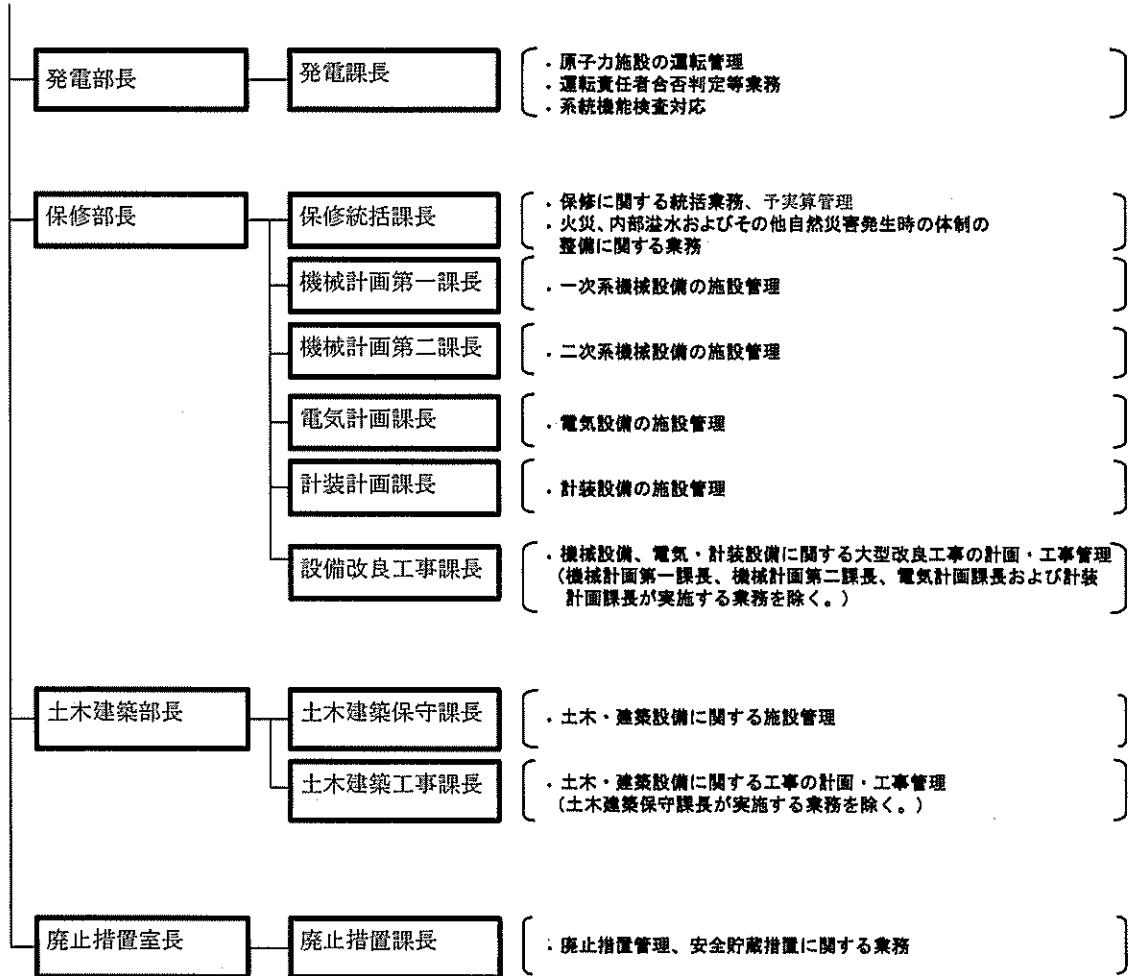 発電部長
発電課長
・原子力施設の運転管理
・運転責任者合否判定等業務
・系統機能検査対応
保修部長
保修統括課長
・保修に関する統括業務、予実算管理
・火災、内部溢水およびその他自然災害発生時の体制の
整備に関する業務
機械計画第一課長
・一次系機械設備の施設管理
機械計画第二課長
・二次系機械設備の施設管理
電気計画課長
・電気設備の施設管理
計装計画課長
・計装設備の施設管理
設備改良工事課長
・機械設備、電気・計装設備に関する大型改良工事の計画・工事管理
(機械計画第一課長、機械計画第二課長、電気計画課長および計装
計画課長が実施する業務を除く。)
土木建築部長
土木建築保守課長
・土木・建築設備に関する施設管理
土木建築工事課長
・土木・建築設備に関する工事の計画・工事管理
(土木建築保守課長が実施する業務を除く。)
廃止措置室長
廃止措置課長
・廃止措置管理、安全貯蔵措置に関する業務